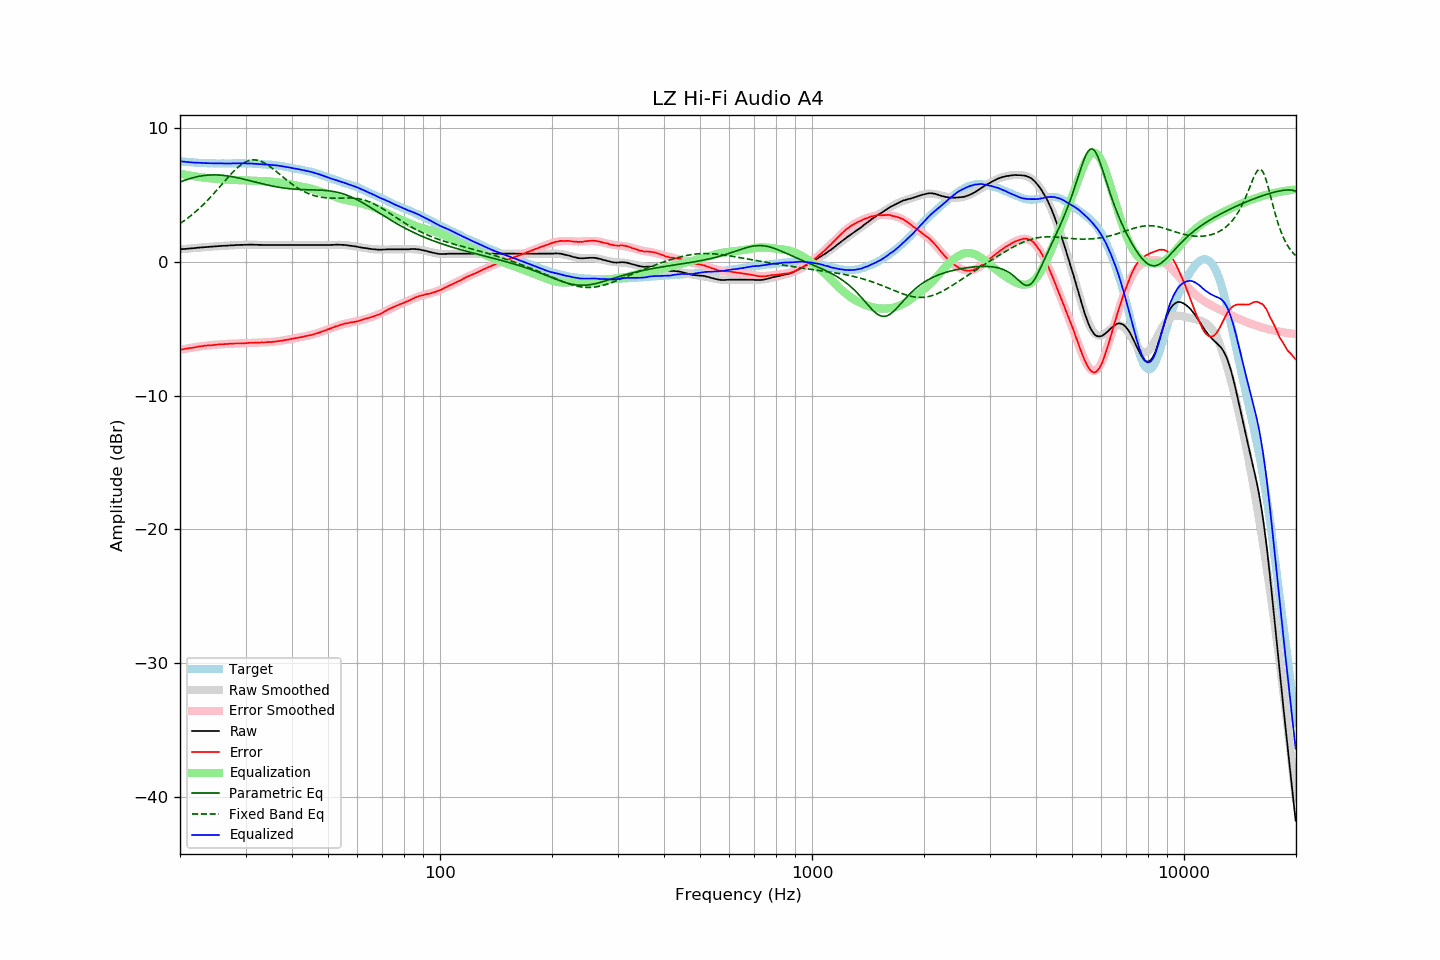 LZ Hi-Fi Audio A4
10
0
−10
−20
−30
−40
Amplitude (dBr)
Target
Raw Smoothed
Error Smoothed
Raw
Error
Equalization
Parametric Eq
Fixed Band Eq
Equalized
100
1000
10000
Frequency (Hz)